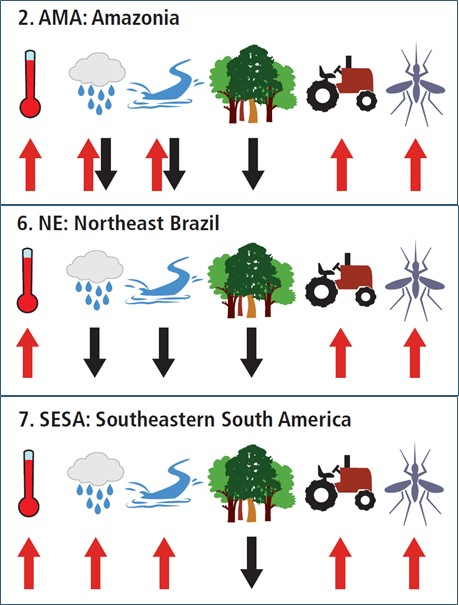 2. AMA: Amazonia
6. NE: Northeast Brazil
7. SESA: Southeastern South America